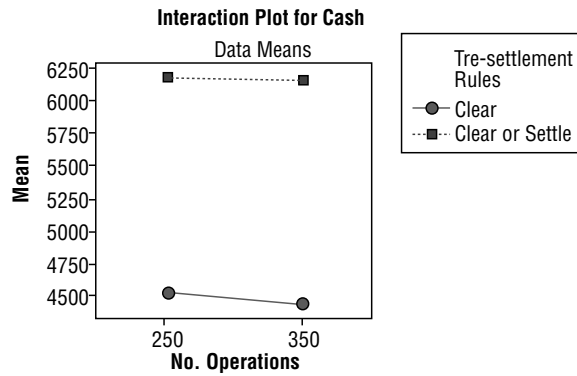 Interaction Plot for Cash
Data Means
Tre-settlement
Rules
Clear
Clear or Settle
Mean
6250
6000
5750
5500
5250
5000
4750
4500
250
350
No. Operations